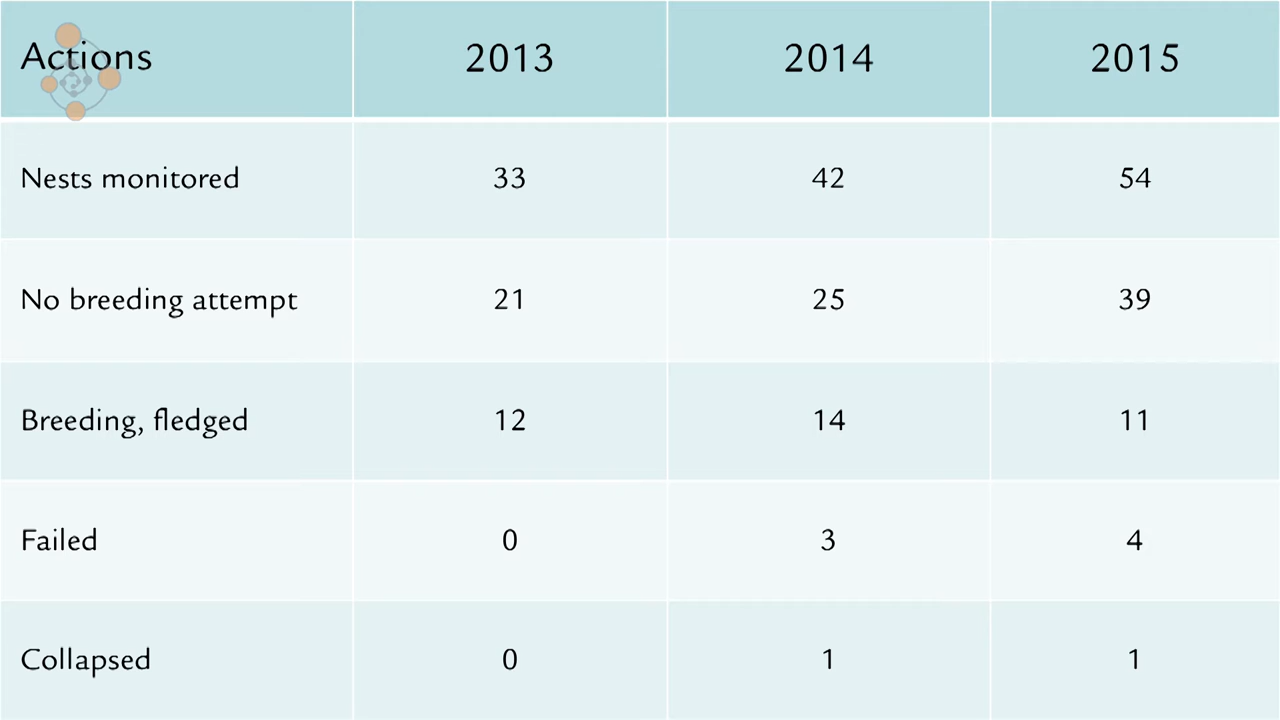 Actions 2013 2014 2015
Nests monitored 33 42 54
No breeding attempt 21 25 39
Breeding, fledged 12 14 11
Failed 0 3 4
Collapsed 0 1 1